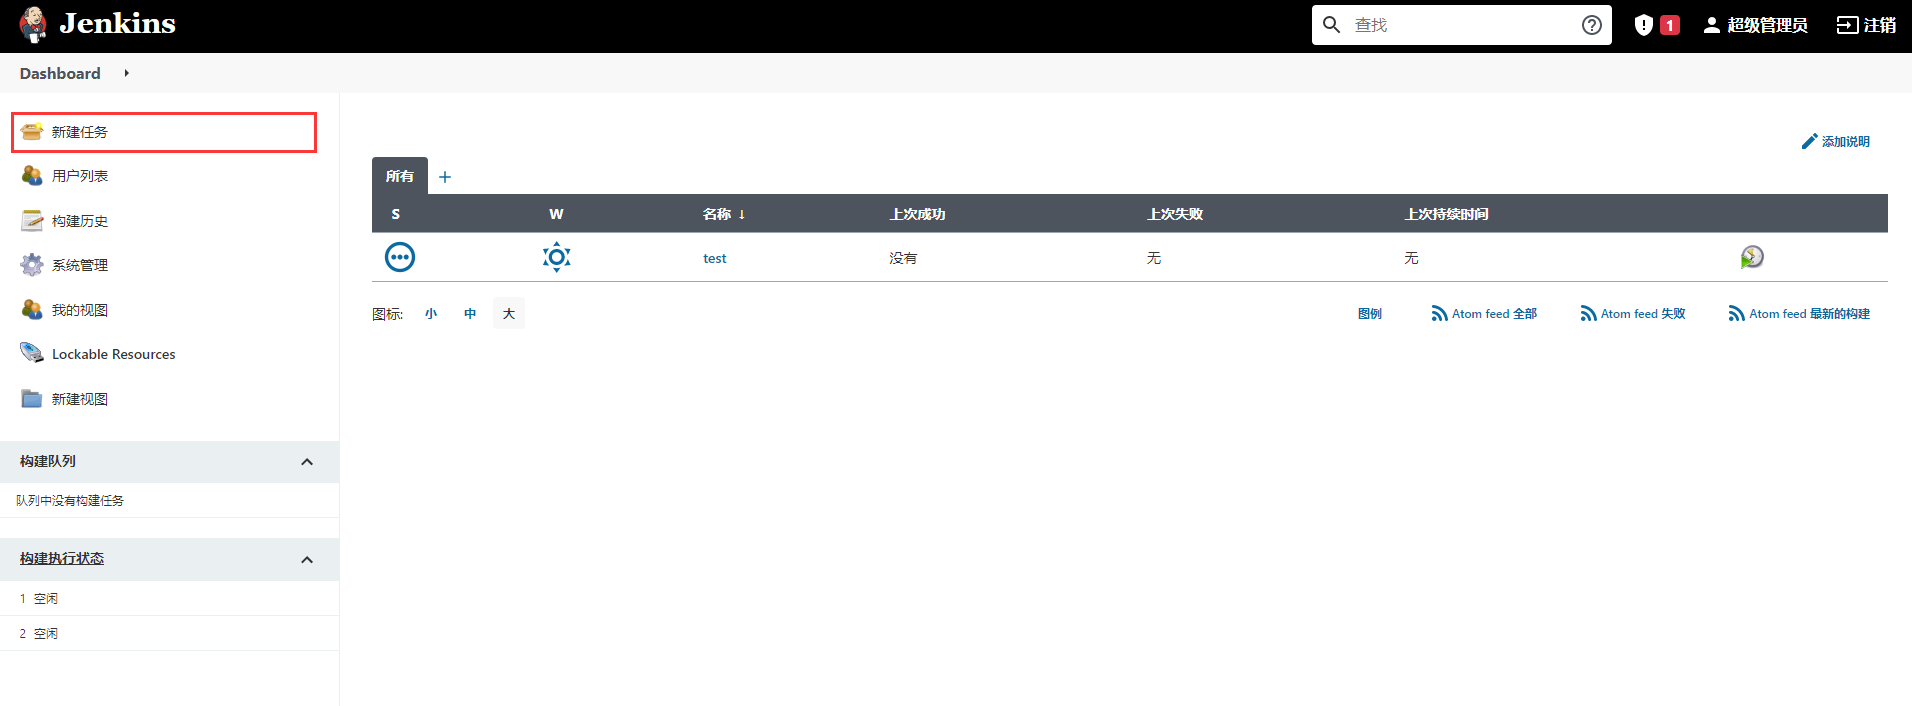 Jenkins
查找
1
超级管理员
注销
Dashboard
新建任务
用户列表
构建历史
系统管理
我的视图
Lockable Resources
新建视图
构建队列
队列中没有构建任务
构建执行状态
1 空闲
2 空闲
添加说明
所有 +
S W 名称 ↓ 上次成功 上次失败 上次持续时间
test 没有 无 无
图标: 小 中 大
图例 Atom feed 全部 Atom feed 失败 Atom feed 最新的构建